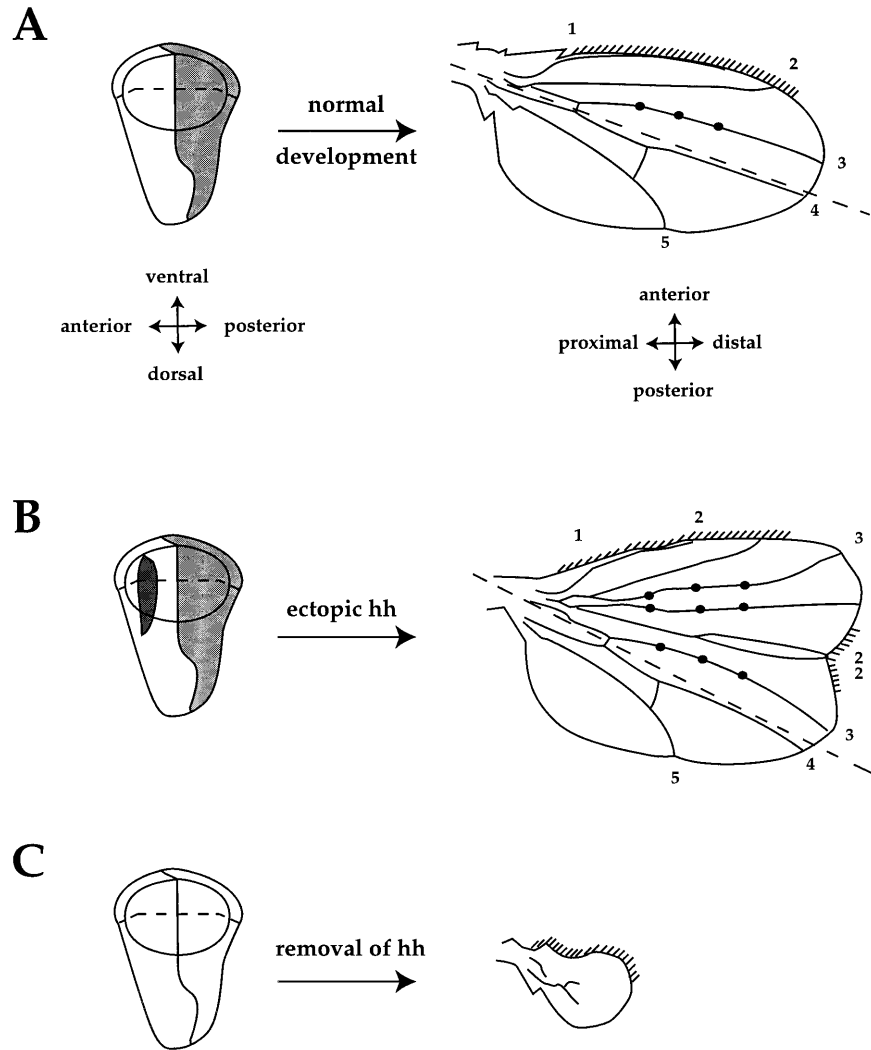 A
1
2
normal
development
3
4
5
ventral
anterior
posterior
dorsal
anterior
proximal
distal
posterior
B
1
2
3
ectopic hh
2
2
3
4
5
C
removal of hh